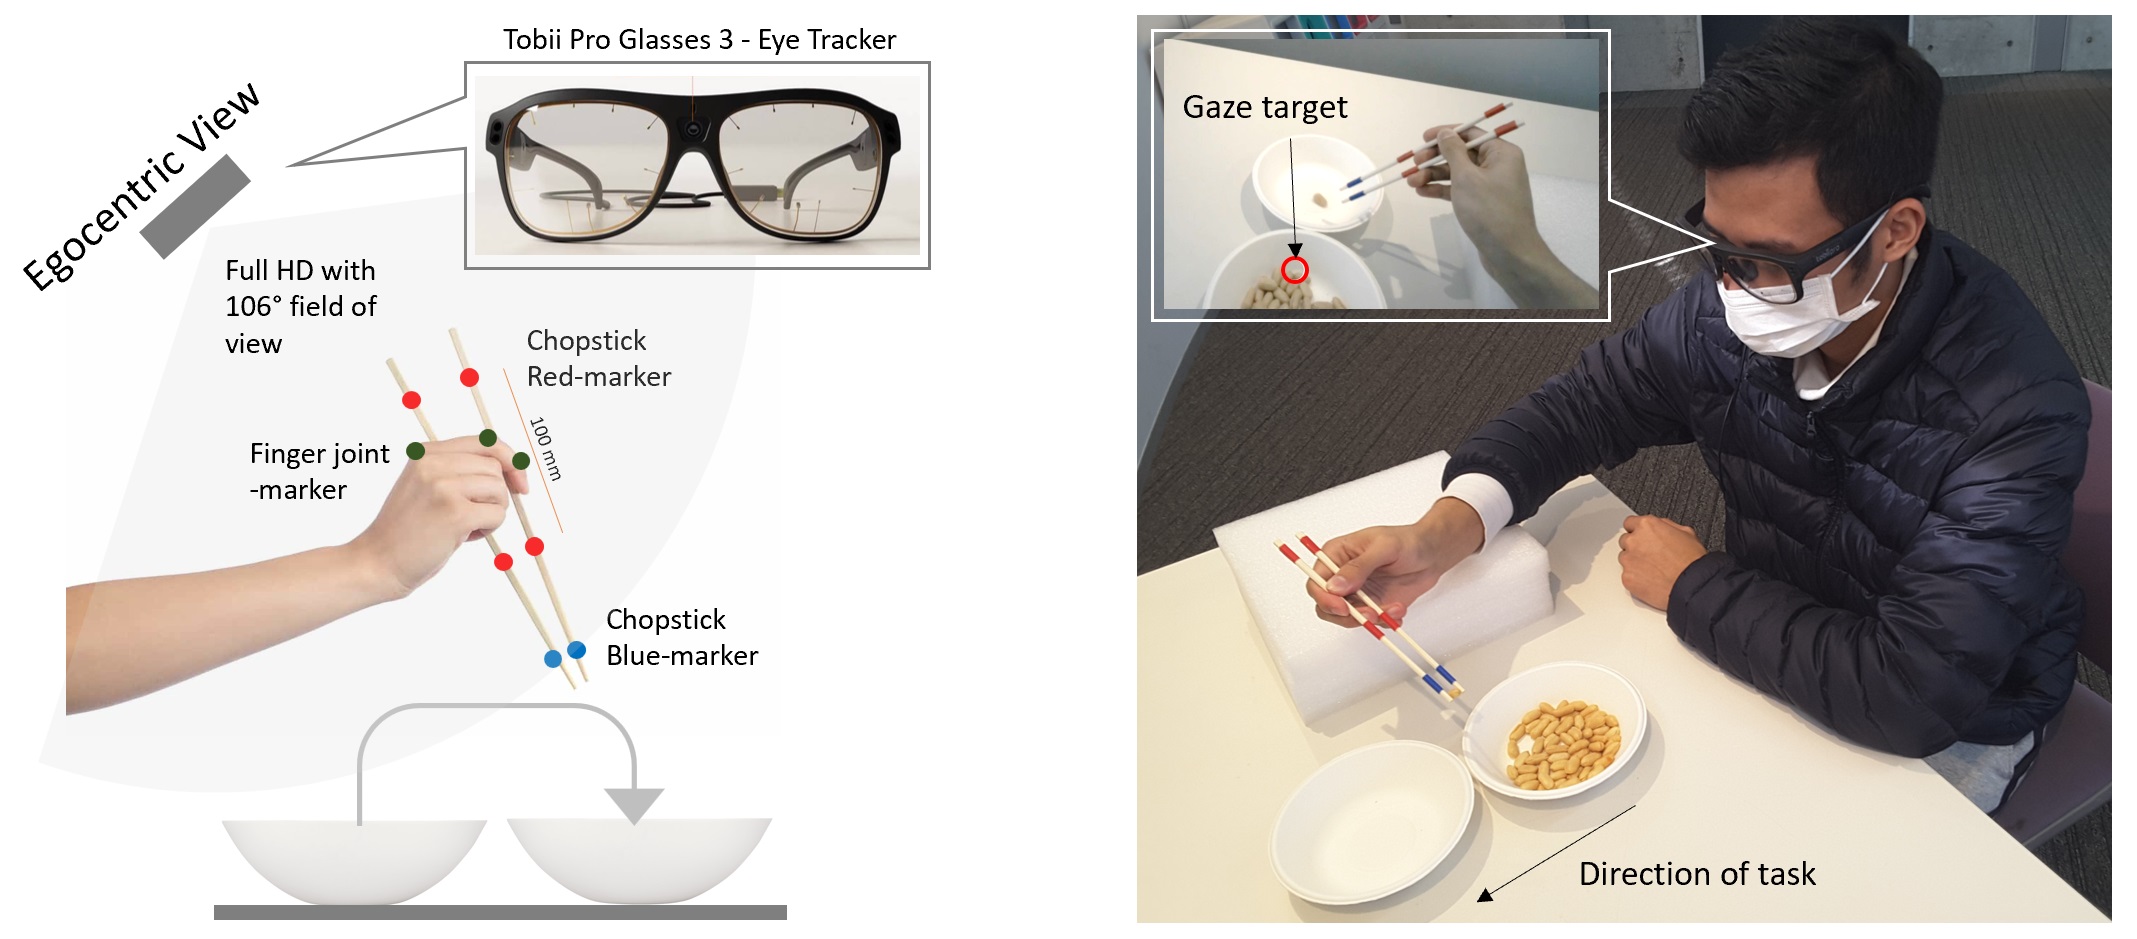 Tobii Pro Glasses 3 - Eye Tracker
Egocentric View
Full HD with
106° field of
view
Chopstick
Red-marker
100 mm
Finger joint
-marker
Chopstick
Blue-marker
Gaze target
Direction of task